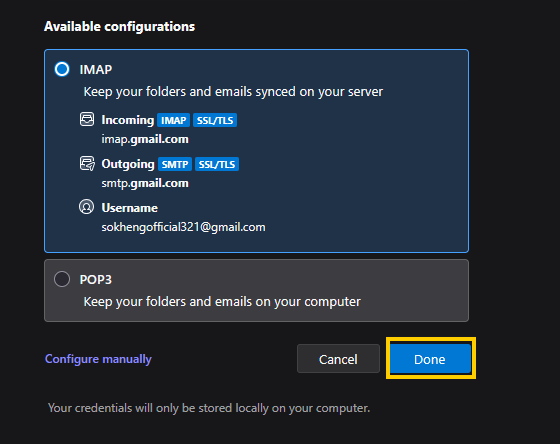 Available configurations
IMAP
Keep your folders and emails synced on your server
Incoming IMAP SSL/TLS
imap.gmail.com
Outgoing SMTP SSL/TLS
smtp.gmail.com
Username
sokhengofficial321@gmail.com
POP3
Keep your folders and emails on your computer
Configure manually Cancel Done
Your credentials will only be stored locally on your computer.